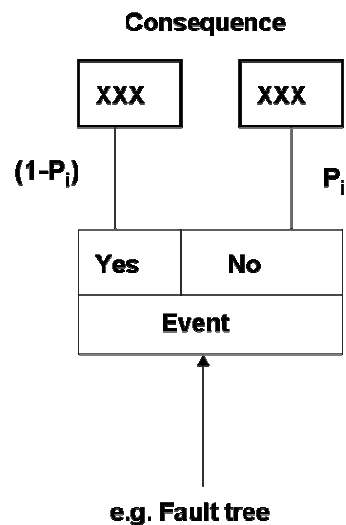 Consequence
XXX XXX
(1-Pi) Pi
Yes No
Event
e.g. Fault tree